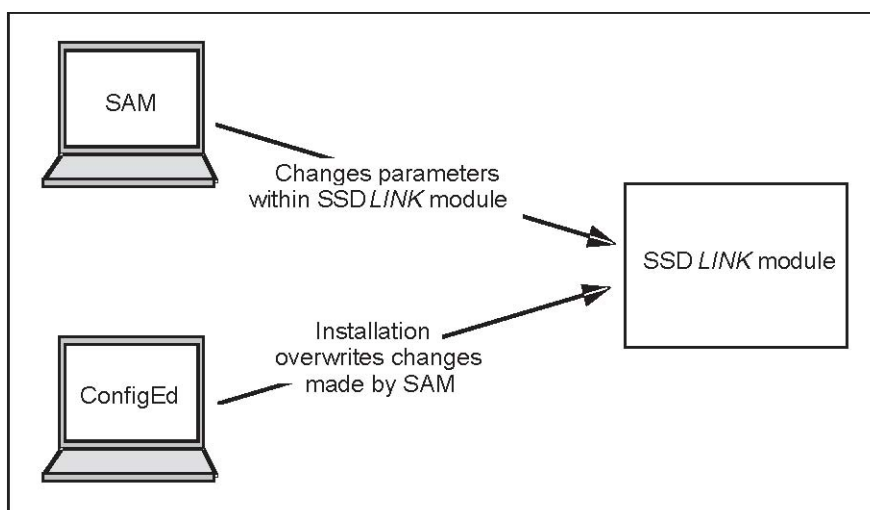 SAM
Changes parameters
within SSD LINK module
SSD LINK module
Installation
overwrites changes
made by SAM
ConfigEd